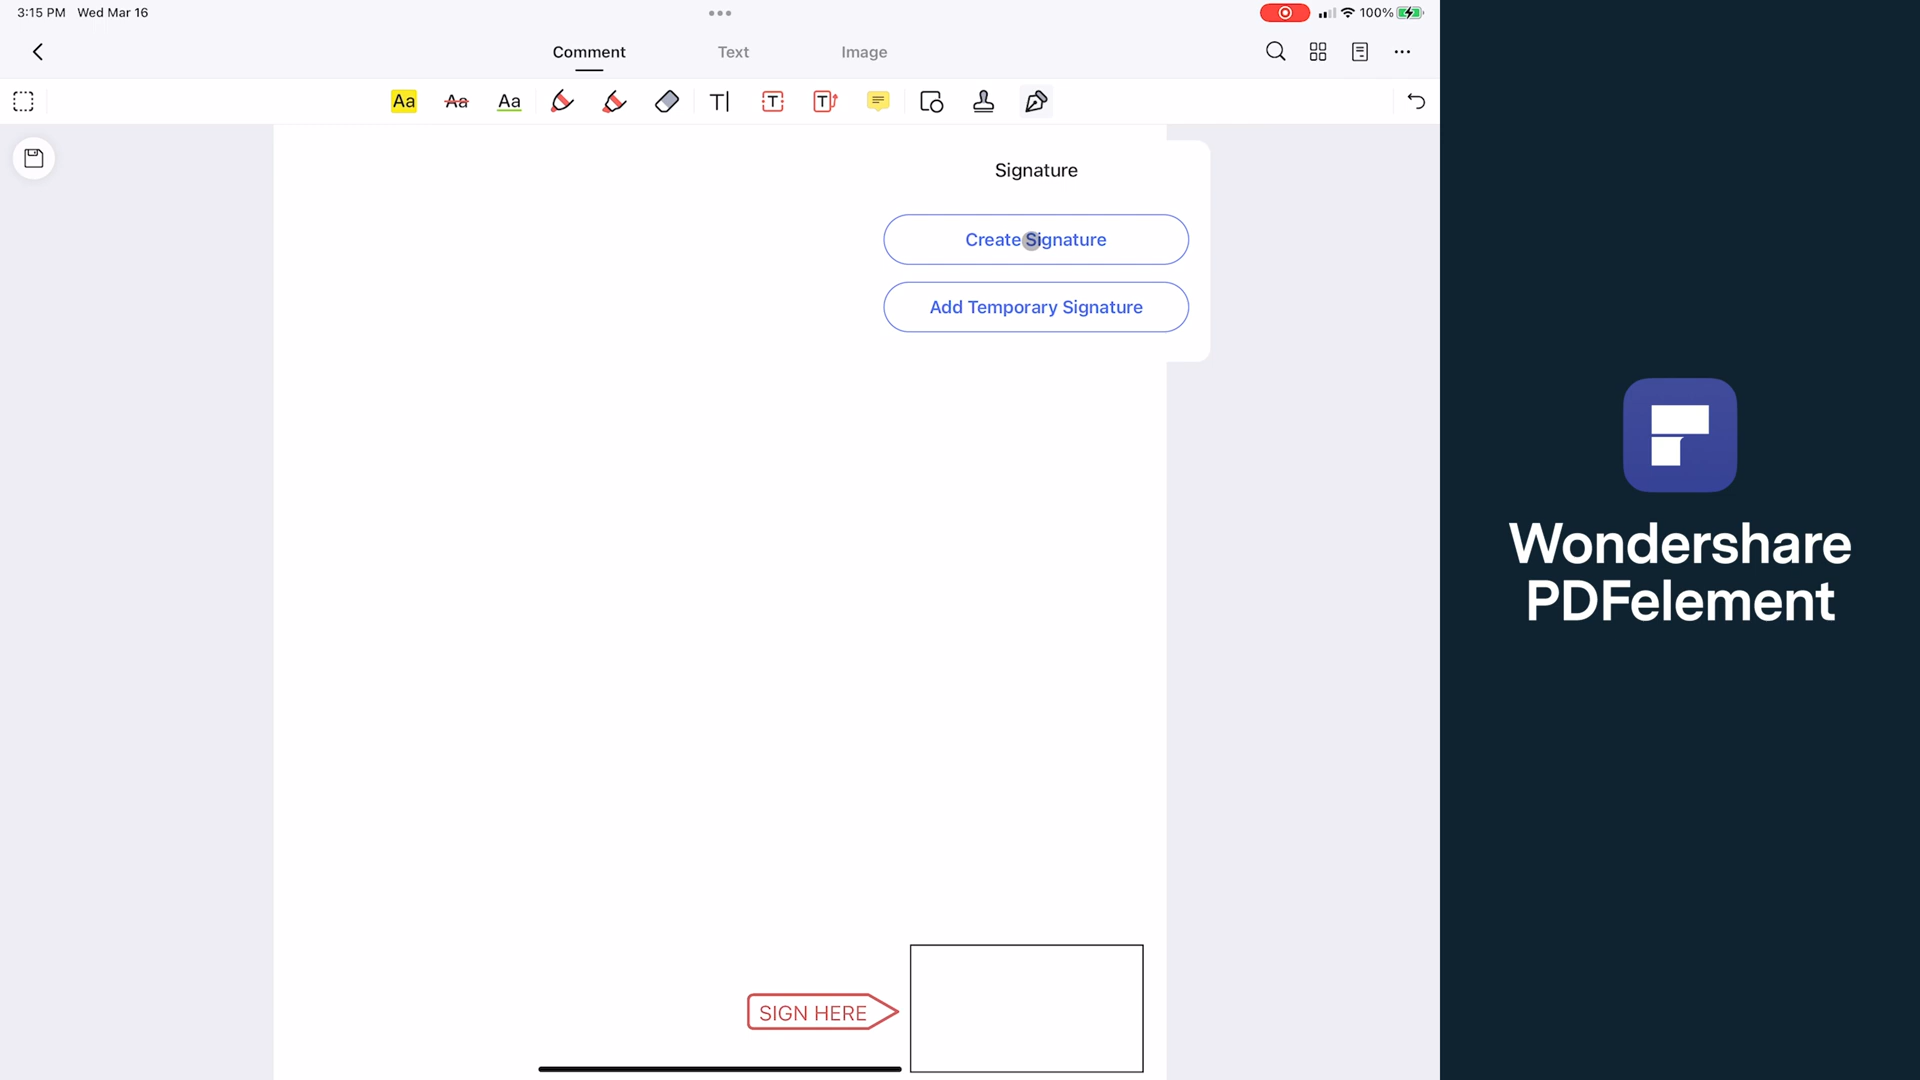 3:15 PM Wed Mar 16
100%
Comment Text Image
Aa Aa Aa T T T
Signature
Create Signature
Add Temporary Signature
SIGN HERE
Wondershare
PDFelement